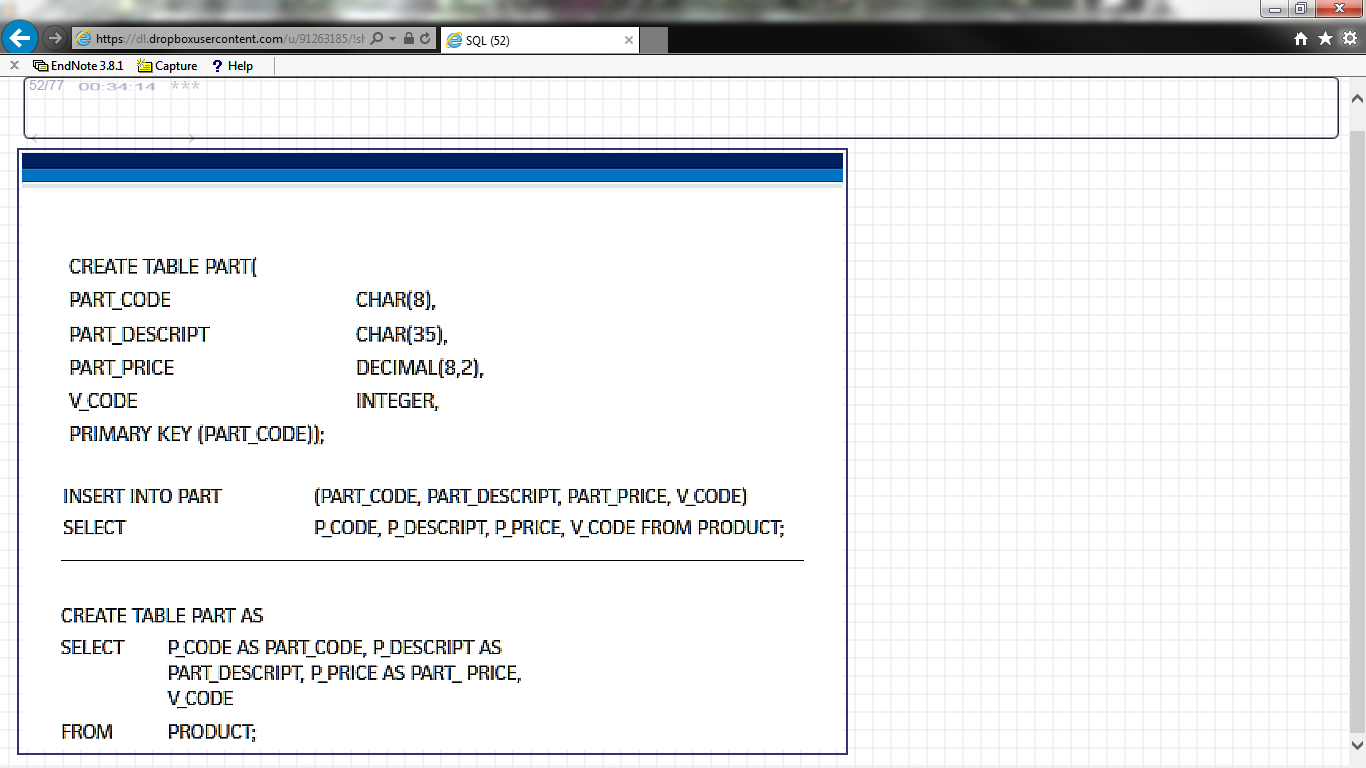 https://dl.dropboxusercontent.com/u/91263185/!sl
SQL (52)
x EndNote 3.8.1 Capture ? Help
52/77 00:34:14 ***
< >
CREATE TABLE PART(
PART_CODE CHAR(8),
PART_DESCRIPT CHAR(35),
PART_PRICE DECIMAL(8,2),
V_CODE INTEGER,
PRIMARY KEY (PART_CODE));
INSERT INTO PART (PART_CODE, PART_DESCRIPT, PART_PRICE, V_CODE)
SELECT P_CODE, P_DESCRIPT, P_PRICE, V_CODE FROM PRODUCT;
CREATE TABLE PART AS
SELECT P_CODE AS PART_CODE, P_DESCRIPT AS
PART_DESCRIPT, P_PRICE AS PART_ PRICE,
V_CODE
FROM PRODUCT;